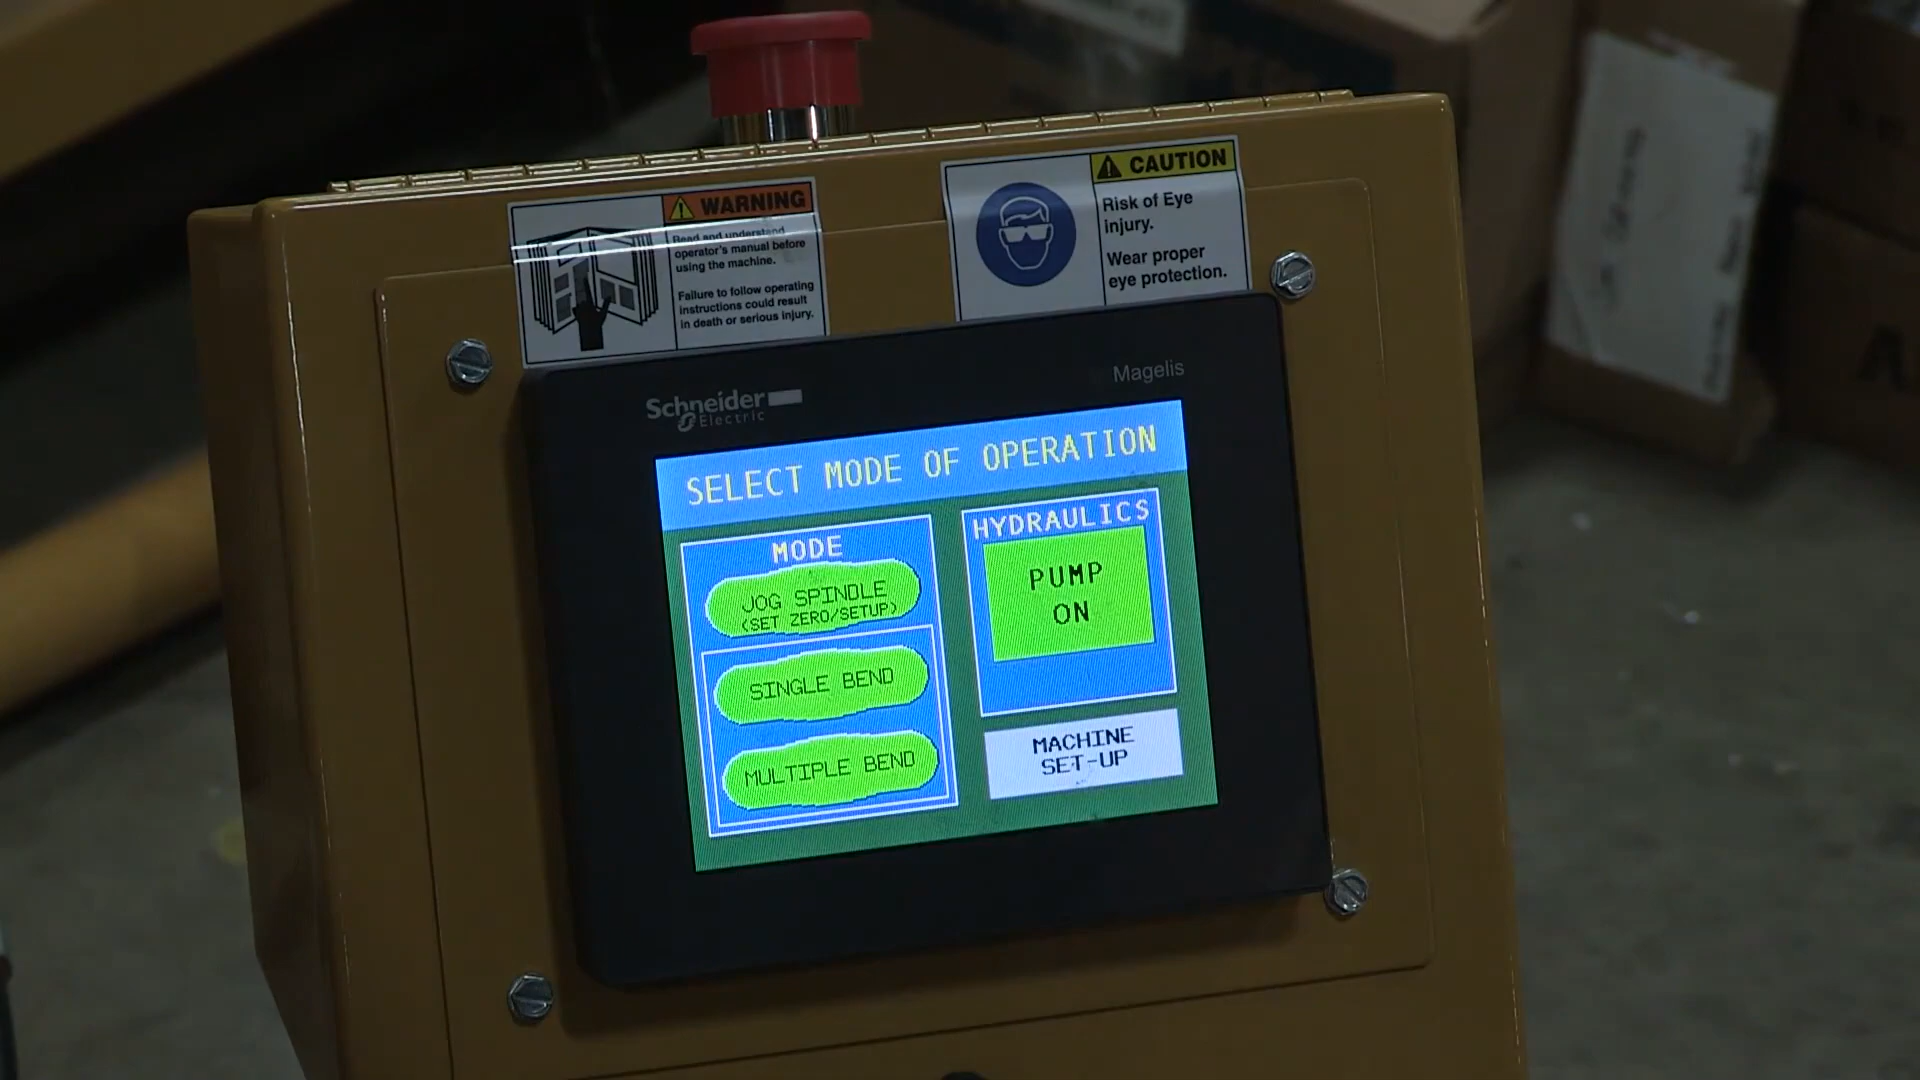 WARNING
Read and understand
operator's manual before
using the machine.
Failure to follow operating
instructions could result
in death or serious injury.
CAUTION
Risk of Eye
injury.
Wear proper
eye protection.
Schneider
Electric
Magelis
SELECT MODE OF OPERATION
MODE
JOG SPINDLE
(SET ZERO/SETUP)
SINGLE BEND
MULTIPLE BEND
HYDRAULICS
PUMP
ON
MACHINE
SET-UP